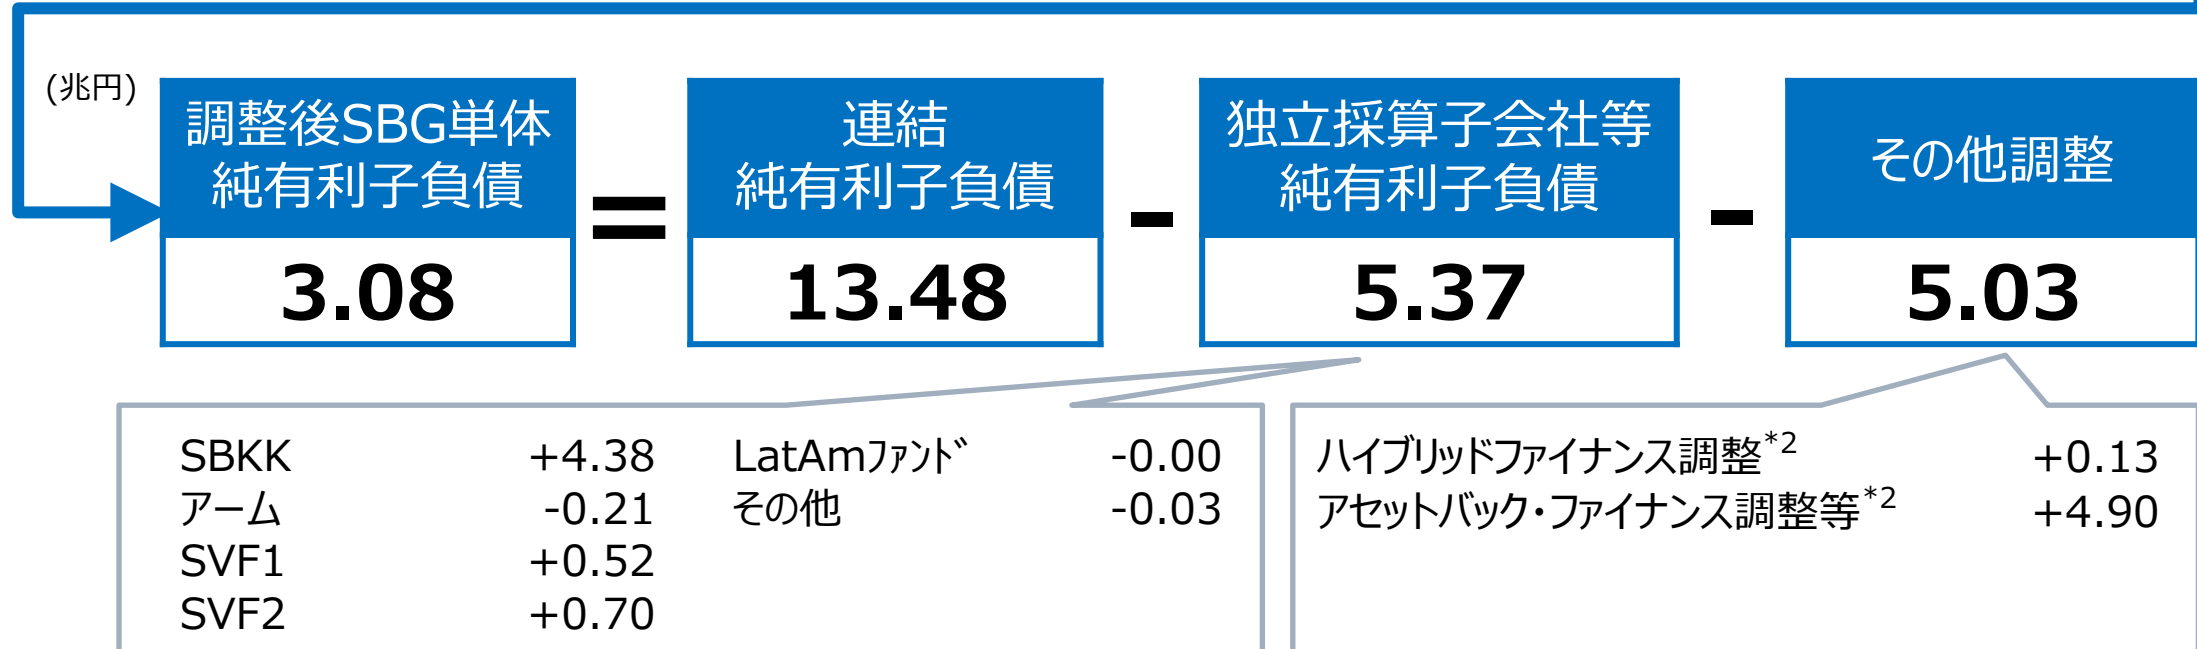 (兆円)
調整後SBG単体
純有利子負債
3.08
=
連結
純有利子負債
13.48
-
独立採算子会社等
純有利子負債
5.37
-
その他調整
5.03
SBKK +4.38 LatAmﾌｧﾝﾄﾞ -0.00
アーム -0.21 その他 -0.03
SVF1 +0.52
SVF2 +0.70
ハイブリッドファイナンス調整*2 +0.13
アセットバック・ファイナンス調整等*2 +4.90